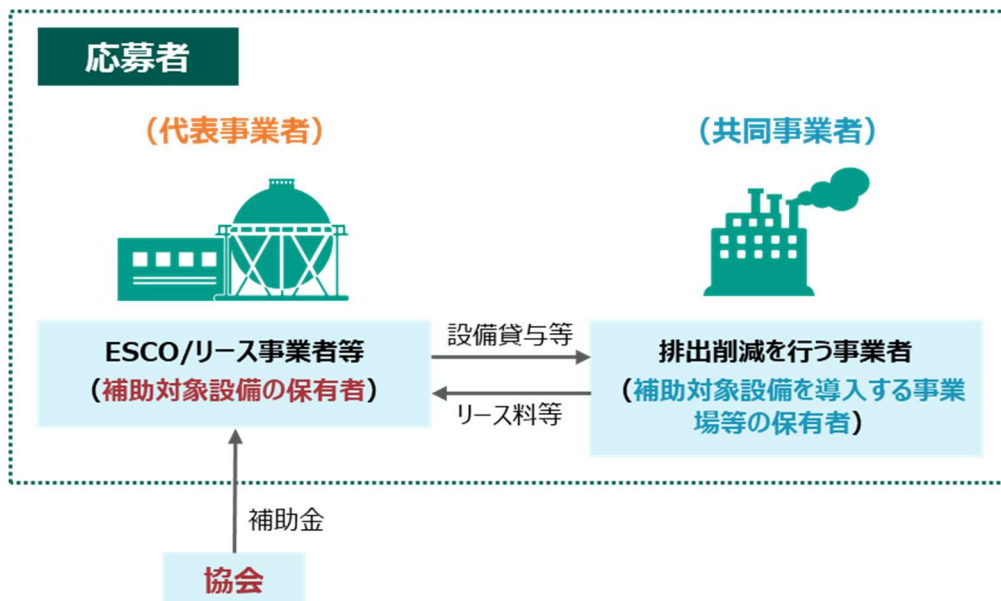 応募者
（代表事業者）
（共同事業者）
ESCO/リース事業者等
（補助対象設備の保有者）
設備貸与等
リース料等
排出削減を行う事業者
（補助対象設備を導入する事業
場等の保有者）
補助金
協会